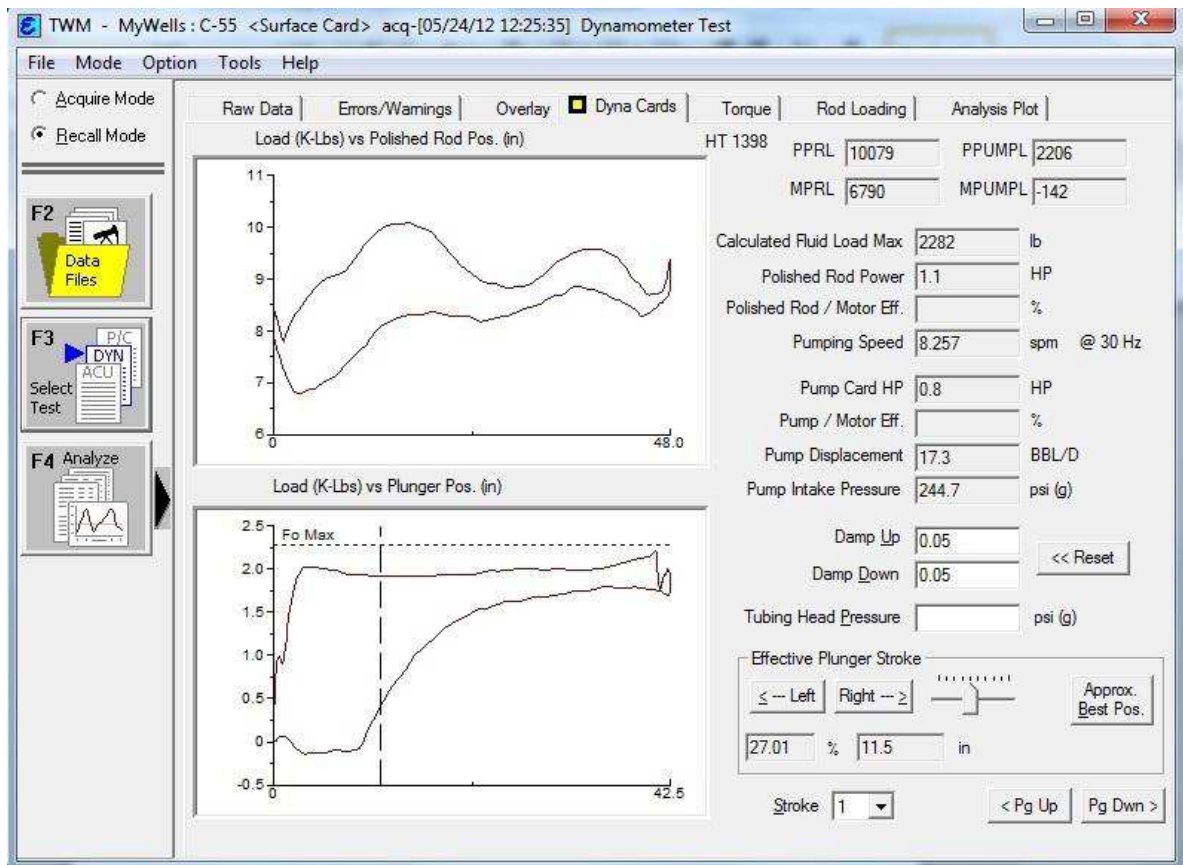 TWM - MyWells : C-55 <Surface Card> acq-[05/24/12 12:25:35] Dynamometer Test
X
File Mode Option Tools Help
Acquire Mode
Recall Mode
F2
Data
Files
F3
P/C
DYN
ACU
Select
Test
F4 Analyze
Raw Data Errors/Warnings Overlay Dyna Cards Torque Rod Loading Analysis Plot
Load (K-Lbs) vs Polished Rod Pos. (in)
11
10
9
8
7
6
0 48.0
Load (K-Lbs) vs Plunger Pos. (in)
2.5
2.0
1.5
1.0
0.5
0
-0.5
Fo Max
0 42.5
HT 1398
PPRL 10079 PPUMPL 2206
MPRL 6790 MPUMPL -142
Calculated Fluid Load Max 2282 lb
Polished Rod Power 1.1 HP
Polished Rod / Motor Eff. %
Pumping Speed 8.257 spm @ 30 Hz
Pump Card HP 0.8 HP
Pump / Motor Eff. %
Pump Displacement 17.3 BBL/D
Pump Intake Pressure 244.7 psi (g)
Damp Up 0.05
<< Reset
Damp Down 0.05
Tubing Head Pressure psi (g)
Effective Plunger Stroke
< --- Left Right --- >
Approx.
Best Pos.
27.01 % 11.5 in
Stroke 1 < Pg Up Pg Dwn >